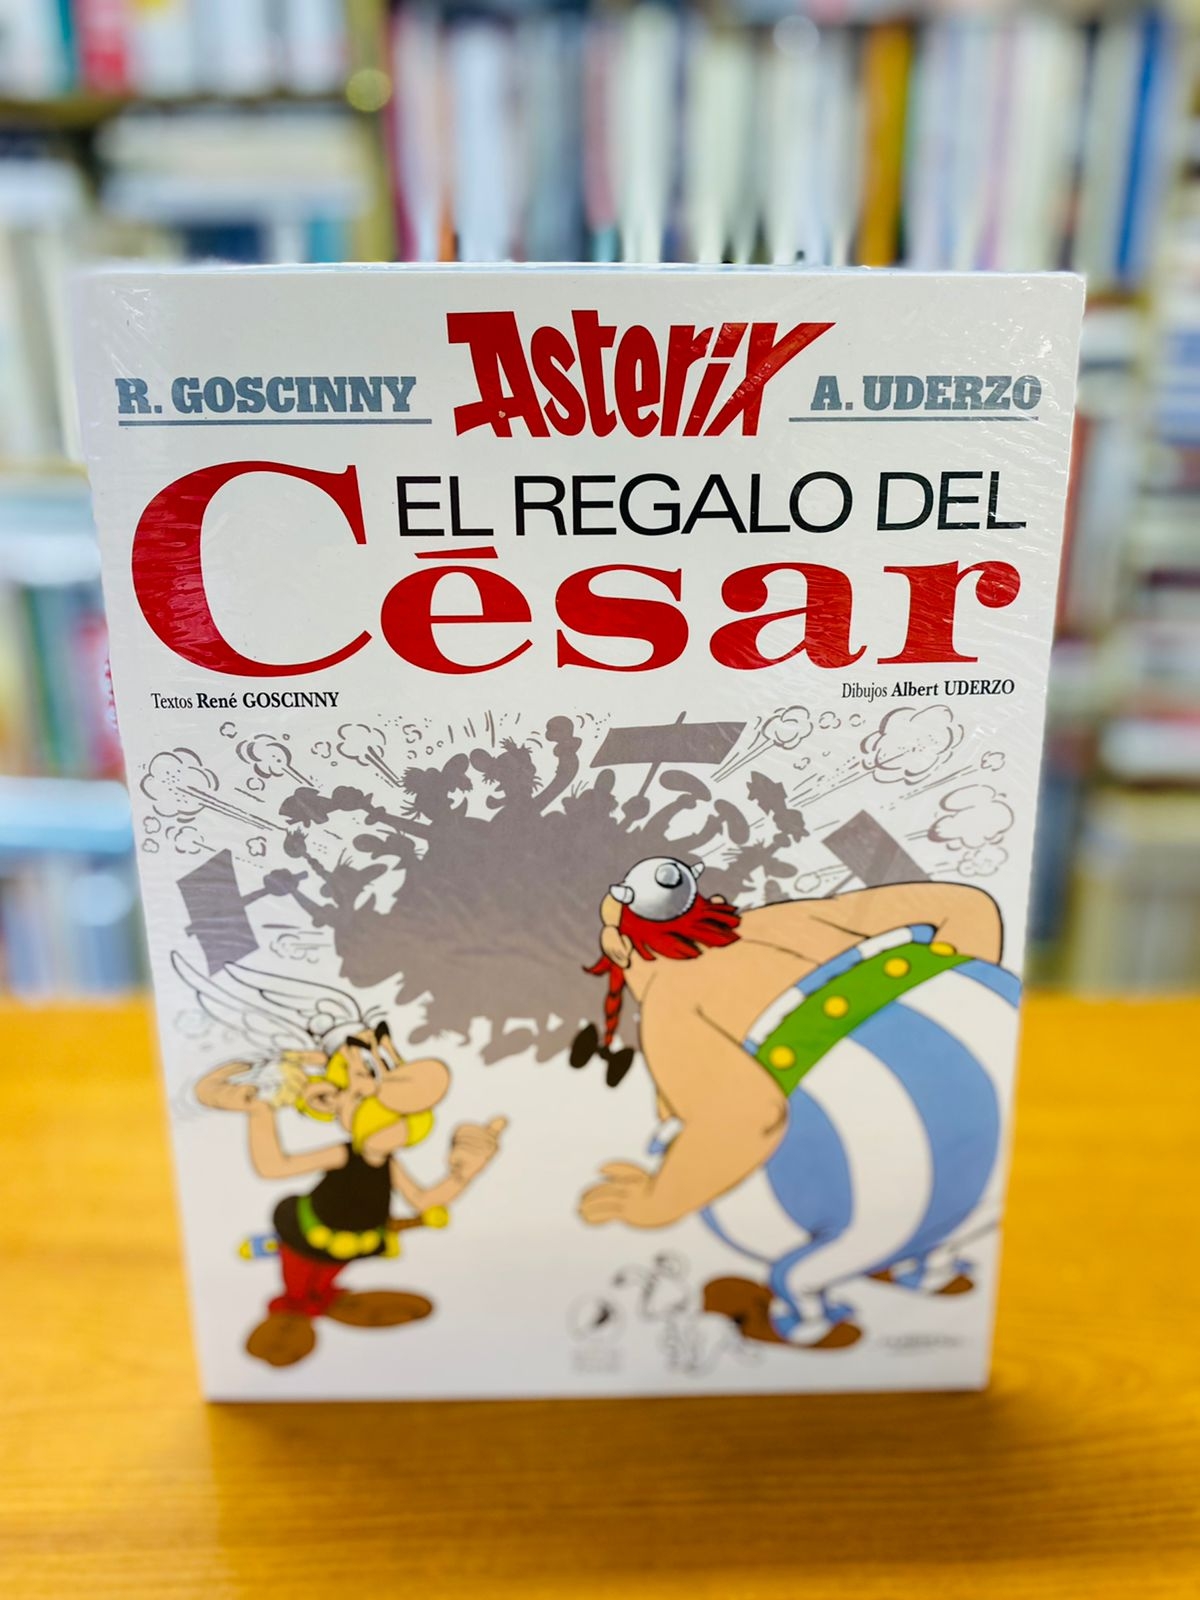 Asterix
R. GOSCINNY
A. UDERZO
EL REGALO DEL
César
Textos René GOSCINNY
Dibujos Albert UDERZO